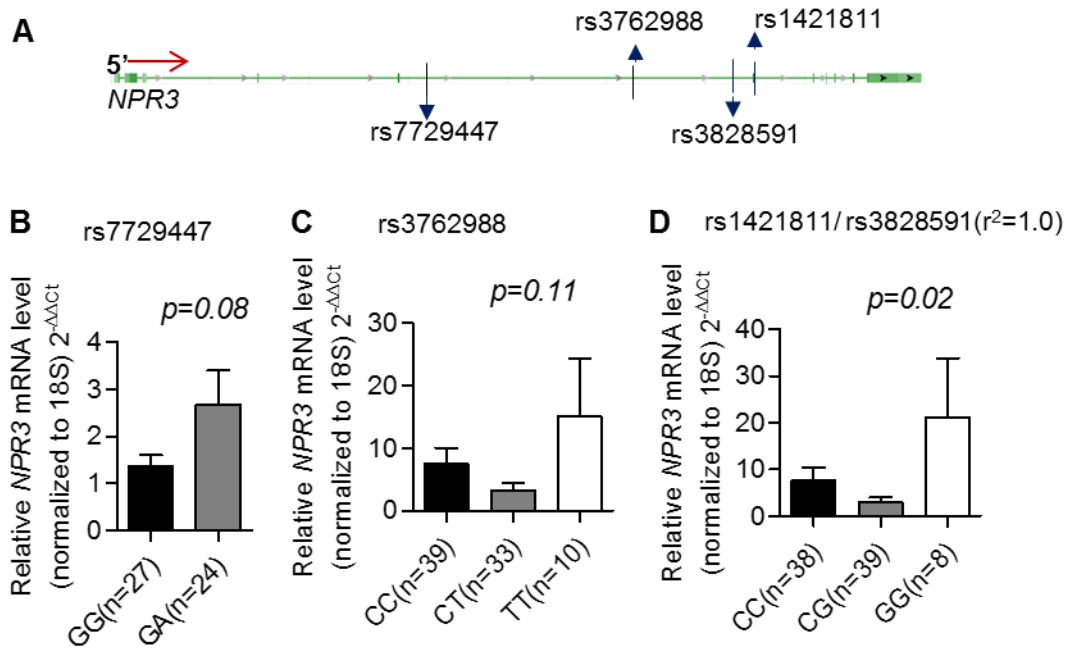 A
rs3762988
rs1421811
5’
NPR3
rs7729447
rs3828591
B
rs7729447
Relative NPR3 mRNA level
(normalized to 18S) 2-ΔΔCt
p=0.08
4
3
2
1
0
GG(n=27)
GA(n=24)
C
rs3762988
Relative NPR3 mRNA level
(normalized to 18S) 2-ΔΔCt
p=0.11
30
20
10
0
CC(n=39)
CT(n=33)
TT(n=10)
D
rs1421811/ rs3828591(r²=1.0)
Relative NPR3 mRNA level
(normalized to 18S) 2-ΔΔCt
p=0.02
40
30
20
10
0
CC(n=38)
CG(n=39)
GG(n=8)